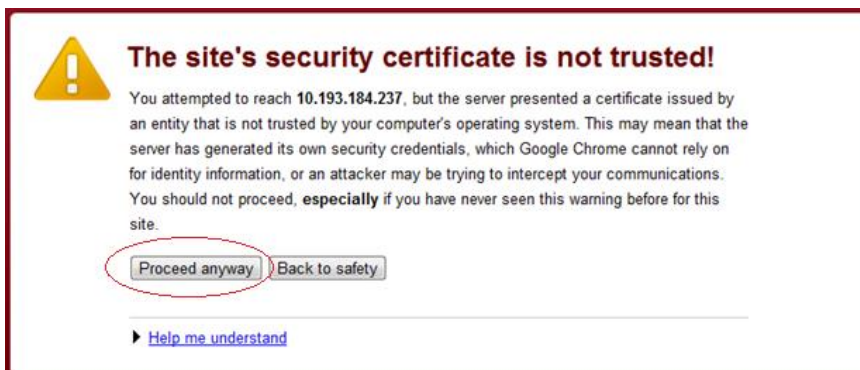 The site's security certificate is not trusted!
You attempted to reach 10.193.184.237, but the server presented a certificate issued by
an entity that is not trusted by your computer's operating system. This may mean that the
server has generated its own security credentials, which Google Chrome cannot rely on
for identity information, or an attacker may be trying to intercept your communications.
You should not proceed, especially if you have never seen this warning before for this
site.
Proceed anyway Back to safety
Help me understand